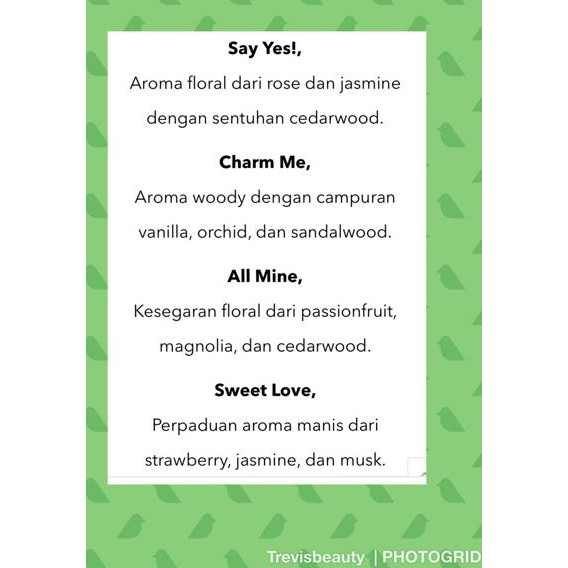 Say Yes!,
Aroma floral dari rose dan jasmine
dengan sentuhan cedarwood.
Charm Me,
Aroma woody dengan campuran
vanilla, orchid, dan sandalwood.
All Mine,
Kesegaran floral dari passionfruit,
magnolia, dan cedarwood.
Sweet Love,
Perpaduan aroma manis dari
strawberry, jasmine, dan musk.
Trevisbeauty | PHOTOGRID